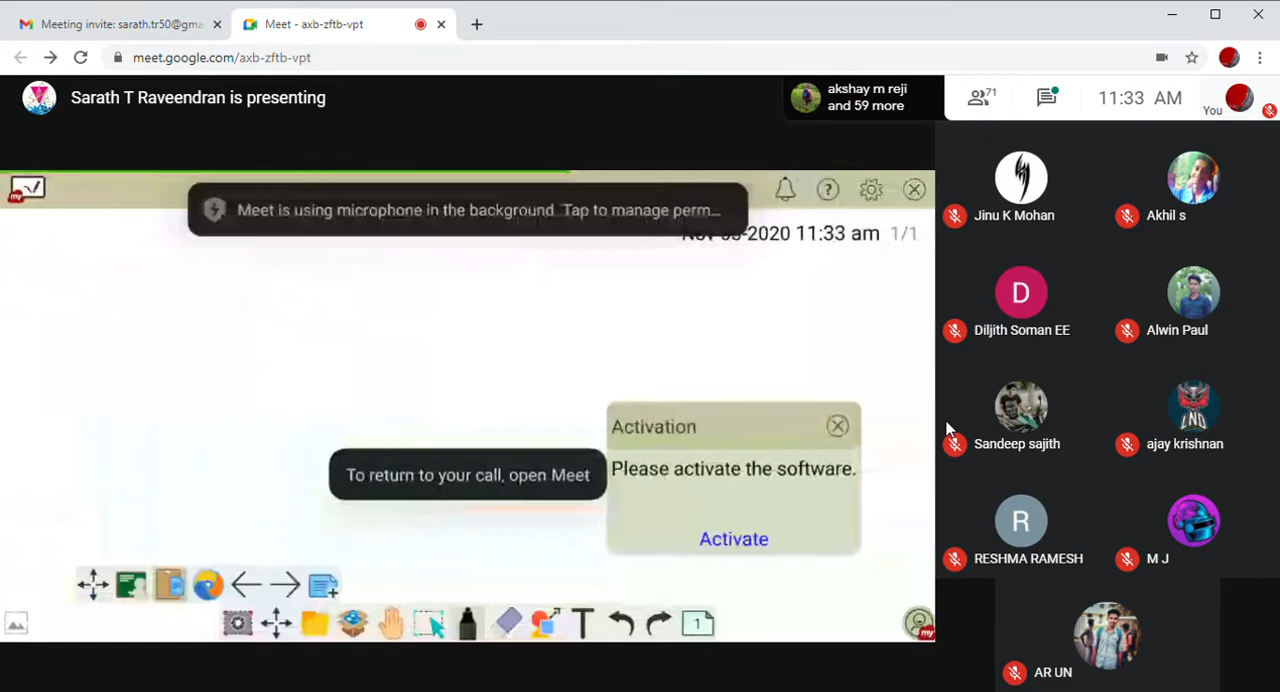 Meeting invite: sarath.tr50@gma
Meet - axb-zftb-vpt
meet.google.com/axb-zftb-vpt
Sarath T Raveendran is presenting
akshay m reji
and 59 more
71
11:33 AM
You
my
Meet is using microphone in the background. Tap to manage perm...
2020 11:33 am 1/1
Jinu K Mohan
Akhil s
D
Diljith Soman EE
Alwin Paul
Sandeep sajith
LND
ajay krishnan
R
RESHMA RAMESH
M J
AR UN
Activation
Please activate the software.
Activate
To return to your call, open Meet
T
1
my